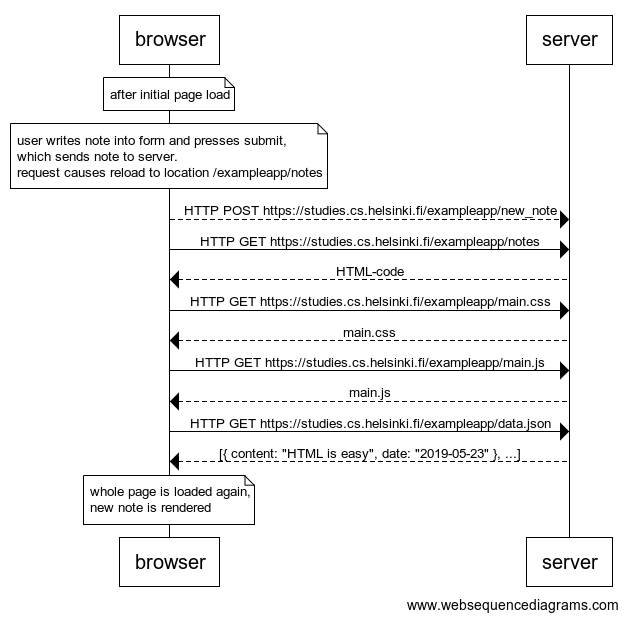 browser
server
after initial page load
user writes note into form and presses submit,
which sends note to server.
request causes reload to location /exampleapp/notes
HTTP POST https://studies.cs.helsinki.fi/exampleapp/new_note
HTTP GET https://studies.cs.helsinki.fi/exampleapp/notes
HTML-code
HTTP GET https://studies.cs.helsinki.fi/exampleapp/main.css
main.css
HTTP GET https://studies.cs.helsinki.fi/exampleapp/main.js
main.js
HTTP GET https://studies.cs.helsinki.fi/exampleapp/data.json
[{ content: "HTML is easy", date: "2019-05-23" }, ...]
whole page is loaded again,
new note is rendered
browser
server
www.websequencediagrams.com